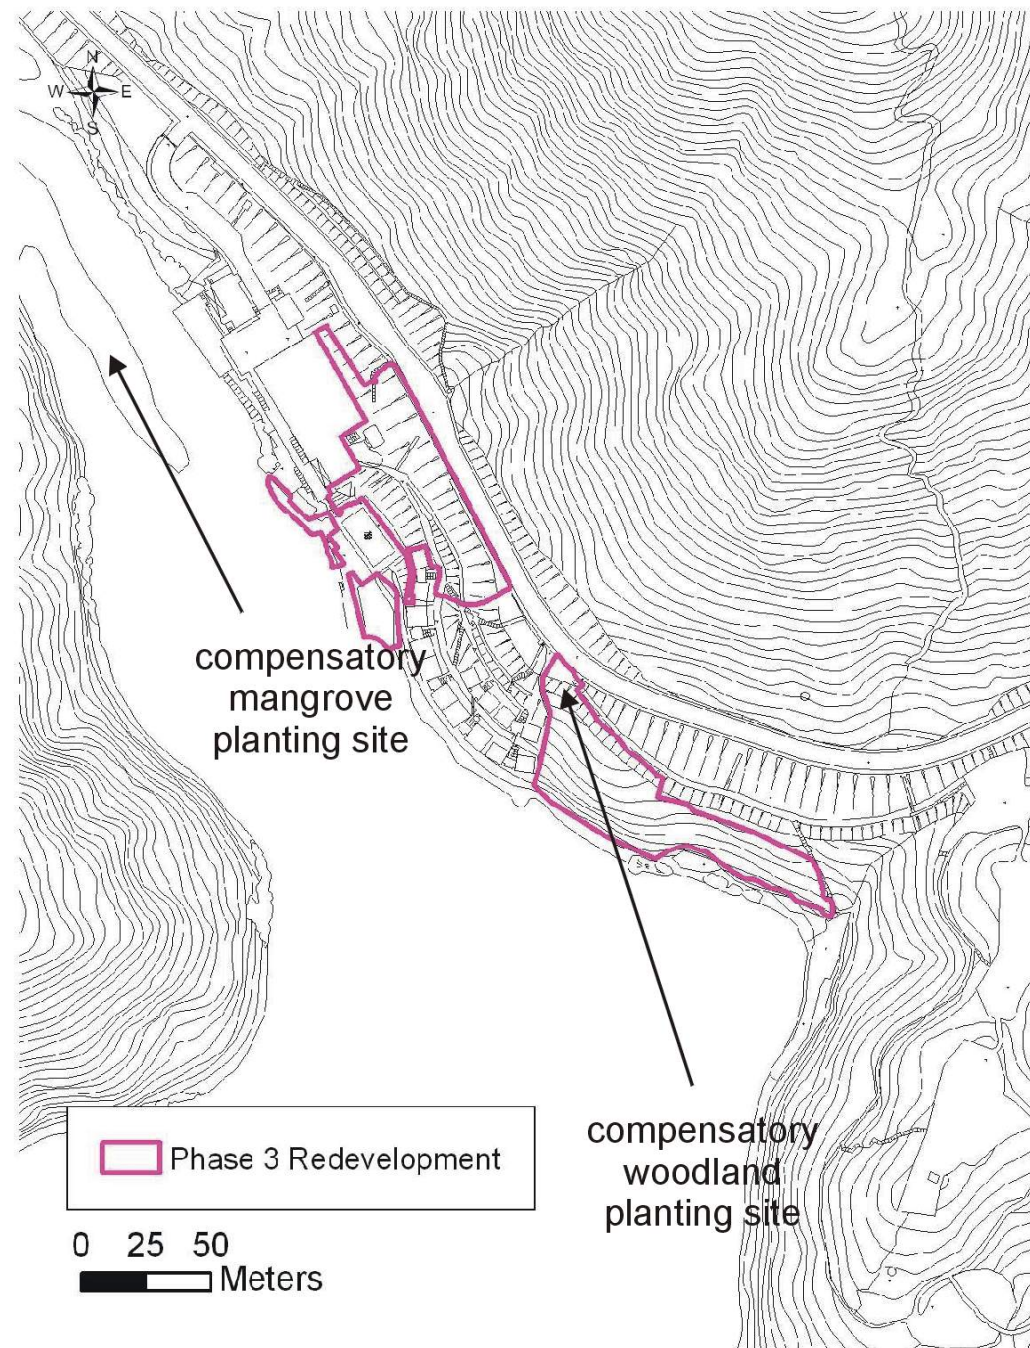 N
W E
S
compensatory
mangrove
planting site
compensatory
woodland
planting site
Phase 3 Redevelopment
0 25 50
Meters